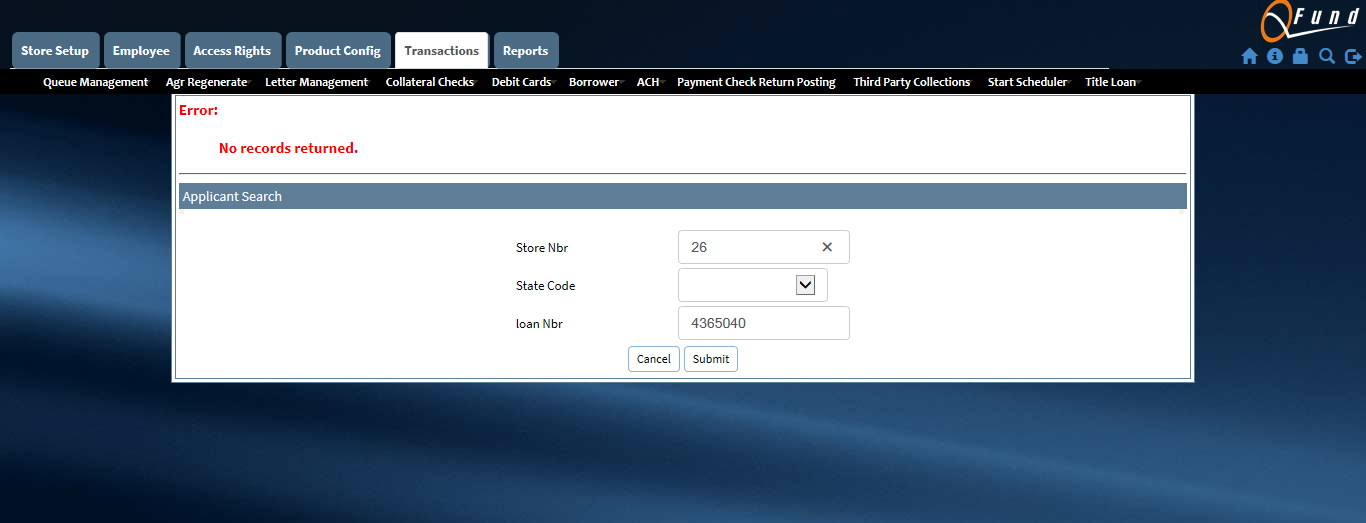 QFund
Store Setup Employee Access Rights Product Config Transactions Reports
Queue Management Agr Regenerate Letter Management Collateral Checks Debit Cards Borrower ACH Payment Check Return Posting Third Party Collections Start Scheduler Title Loan
Error:
No records returned.
Applicant Search
Store Nbr 26
State Code
loan Nbr 4365040
Cancel Submit